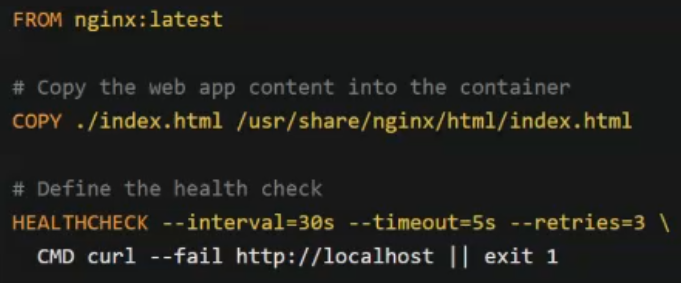 FROM nginx:latest
# Copy the web app content into the container
COPY ./index.html /usr/share/nginx/html/index.html
# Define the health check
HEALTHCHECK --interval=30s --timeout=5s --retries=3 \
CMD curl --fail http://localhost || exit 1